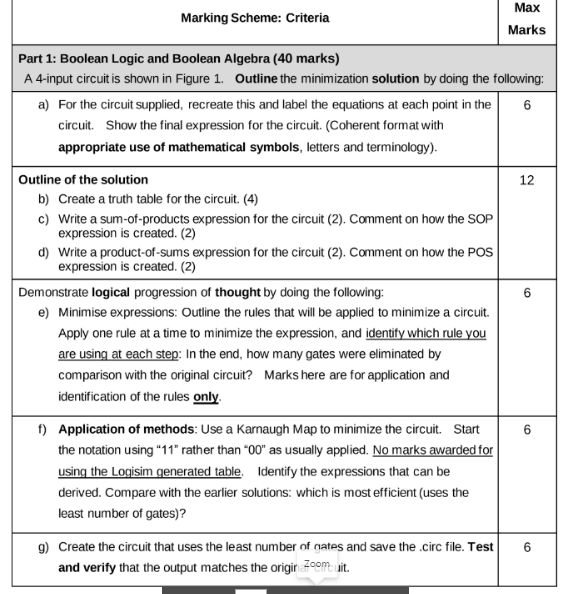 Marking Scheme: Criteria
Max
Marks
Part 1: Boolean Logic and Boolean Algebra (40 marks)
A 4-input circuit is shown in Figure 1. Outline the minimization solution by doing the following:
a) For the circuit supplied, recreate this and label the equations at each point in the
6
circuit. Show the final expression for the circuit. (Coherent format with
appropriate use of mathematical symbols, letters and terminology).
Outline of the solution
12
b) Create a truth table for the circuit. (4)
c) Write a sum-of-products expression for the circuit (2). Comment on how the SOP
expression is created. (2)
d) Write a product-of-sums expression for the circuit (2). Comment on how the POS
expression is created. (2)
Demonstrate logical progression of thought by doing the following:
6
e) Minimise expressions: Outline the rules that will be applied to minimize a circuit.
Apply one rule at a time to minimize the expression, and identify which rule you
are using at each step: In the end, how many gates were eliminated by
comparison with the original circuit? Marks here are for application and
identification of the rules only.
f) Application of methods: Use a Karnaugh Map to minimize the circuit. Start
6
the notation using “11” rather than “00” as usually applied. No marks awarded for
using the Logisim generated table. Identify the expressions that can be
derived. Compare with the earlier solutions: which is most efficient (uses the
least number of gates)?
g) Create the circuit that uses the least number of gates and save the .circ file. Test
6
and verify that the output matches the
Zoom